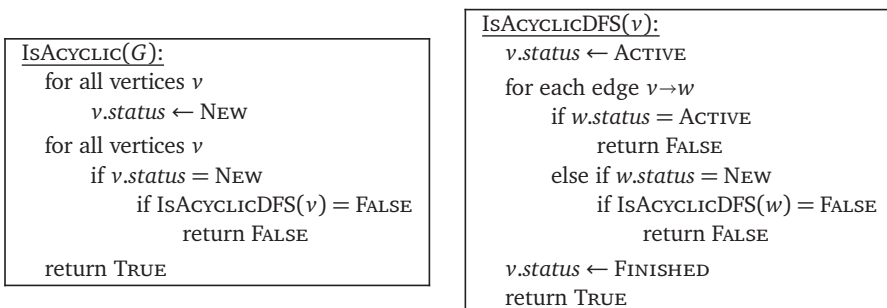 IsAcyclic(G):
for all vertices v
v.status ← New
for all vertices v
if v.status = New
if IsAcyclicDFS(v) = False
return False
return True
IsAcyclicDFS(v):
v.status ← Active
for each edge v→w
if w.status = Active
return False
else if w.status = New
if IsAcyclicDFS(w) = False
return False
v.status ← Finished
return True